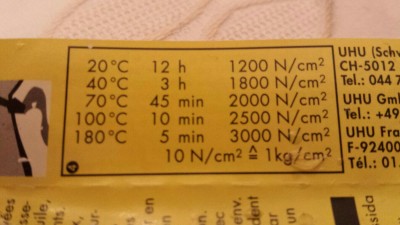 20°C 12 h 1200 N/cm²
40°C 3 h 1800 N/cm²
70°C 45 min 2000 N/cm²
100°C 10 min 2500 N/cm²
180°C 5 min 3000 N/cm²
10 N/cm² ≙ 1kg/cm²
UHU (Schw
CH-5012
Tel.: 044 7
UHU Gmb
Tel.: +49
UHU Fra
F-92400
Tél.: 01.